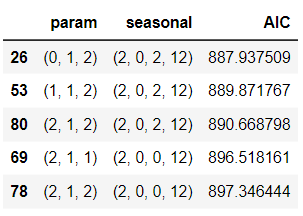 param seasonal AIC
26 (0, 1, 2) (2, 0, 2, 12) 887.937509
53 (1, 1, 2) (2, 0, 2, 12) 889.871767
80 (2, 1, 2) (2, 0, 2, 12) 890.668798
69 (2, 1, 1) (2, 0, 0, 12) 896.518161
78 (2, 1, 2) (2, 0, 0, 12) 897.346444